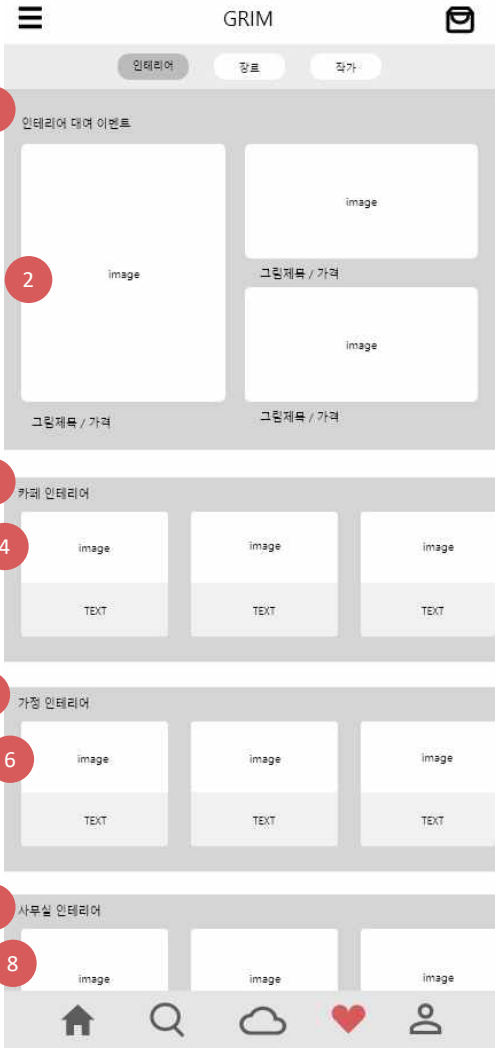 GRIM
인테리어 장르 작가
인테리어 대여 이벤트
image
image
2
그림제목 / 가격
image
그림제목 / 가격
그림제목 / 가격
카페 인테리어
4
image
image
image
TEXT
TEXT
TEXT
가정 인테리어
6
image
image
image
TEXT
TEXT
TEXT
사무실 인테리어
8
image
image
image